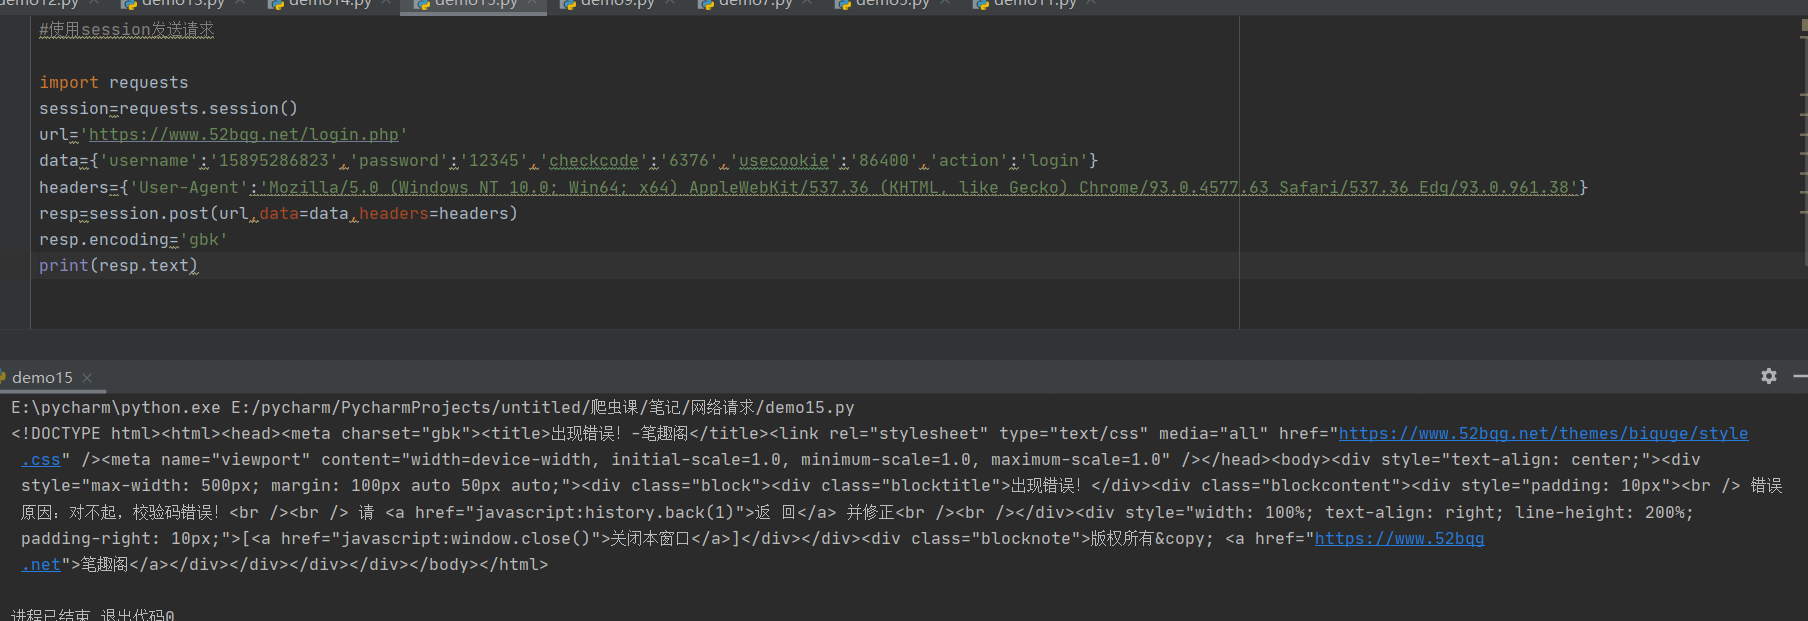 demo12.py demo13.py demo14.py demo15.py demo9.py demo7.py demo5.py demo11.py
#使用session发送请求
import requests
session=requests.session()
url='https://www.52bqg.net/login.php'
data={'username':'15895286823','password':'12345','checkcode':'6376','usecookie':'86400','action':'login'}
headers={'User-Agent':'Mozilla/5.0 (Windows NT 10.0; Win64; x64) AppleWebKit/537.36 (KHTML, like Gecko) Chrome/93.0.4577.63 Safari/537.36 Edg/93.0.961.38'}
resp=session.post(url,data=data,headers=headers)
resp.encoding='gbk'
print(resp.text)
demo15
E:\pycharm\python.exe E:/pycharm/PycharmProjects/untitled/爬虫课/笔记/网络请求/demo15.py
<!DOCTYPE html><html><head><meta charset="gbk"><title>出现错误！-笔趣阁</title><link rel="stylesheet" type="text/css" media="all" href="https://www.52bqg.net/themes/biquge/style
.css" /><meta name="viewport" content="width=device-width, initial-scale=1.0, minimum-scale=1.0, maximum-scale=1.0" /></head><body><div style="text-align: center;"><div
style="max-width: 500px; margin: 100px auto 50px auto;"><div class="block"><div class="blocktitle">出现错误！</div><div class="blockcontent"><div style="padding: 10px"><br /> 错误
原因：对不起，校验码错误！<br /><br /> 请 <a href="javascript:history.back(1)">返 回</a> 并修正<br /><br /></div><div style="width: 100%; text-align: right; line-height: 200%;
padding-right: 10px;">[<a href="javascript:window.close()">关闭本窗口</a>]</div></div><div class="blocknote">版权所有&copy; <a href="https://www.52bqg
.net">笔趣阁</a></div></div></div></div></body></html>
进程已结束,退出代码0